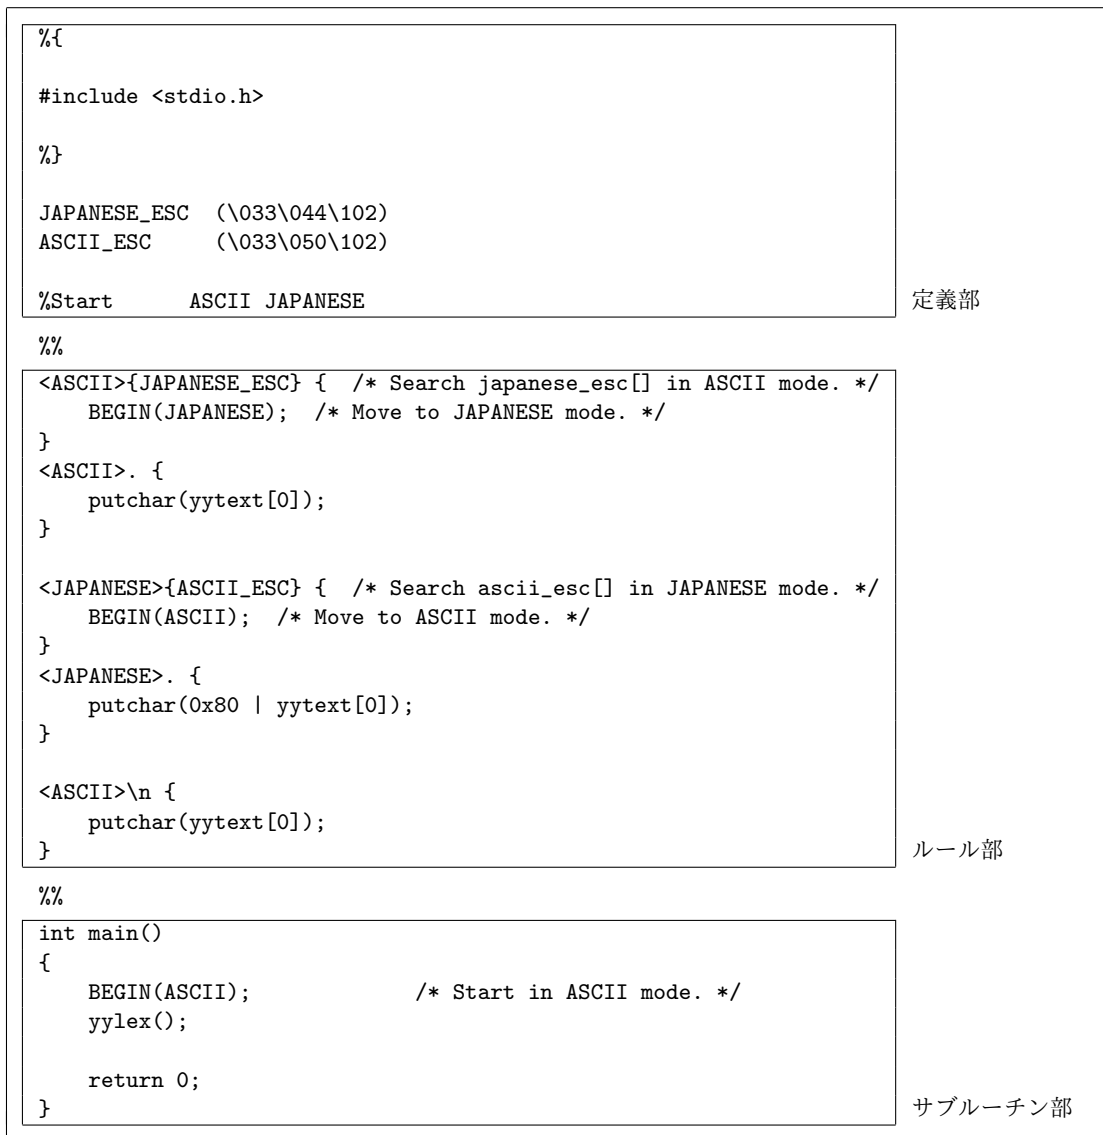 %{
#include <stdio.h>
%}
JAPANESE_ESC  (\033\044\102)
ASCII_ESC     (\033\050\102)
%Start      ASCII JAPANESE
定義部
%%
<ASCII>{JAPANESE_ESC} {  /* Search japanese_esc[] in ASCII mode. */
    BEGIN(JAPANESE);  /* Move to JAPANESE mode. */
}
<ASCII>. {
    putchar(yytext[0]);
}
<JAPANESE>{ASCII_ESC} {  /* Search ascii_esc[] in JAPANESE mode. */
    BEGIN(ASCII);  /* Move to ASCII mode. */
}
<JAPANESE>. {
    putchar(0x80 | yytext[0]);
}
<ASCII>\n {
    putchar(yytext[0]);
}
ルール部
%%
int main()
{
    BEGIN(ASCII);             /* Start in ASCII mode. */
    yylex();
    return 0;
}
サブルーチン部